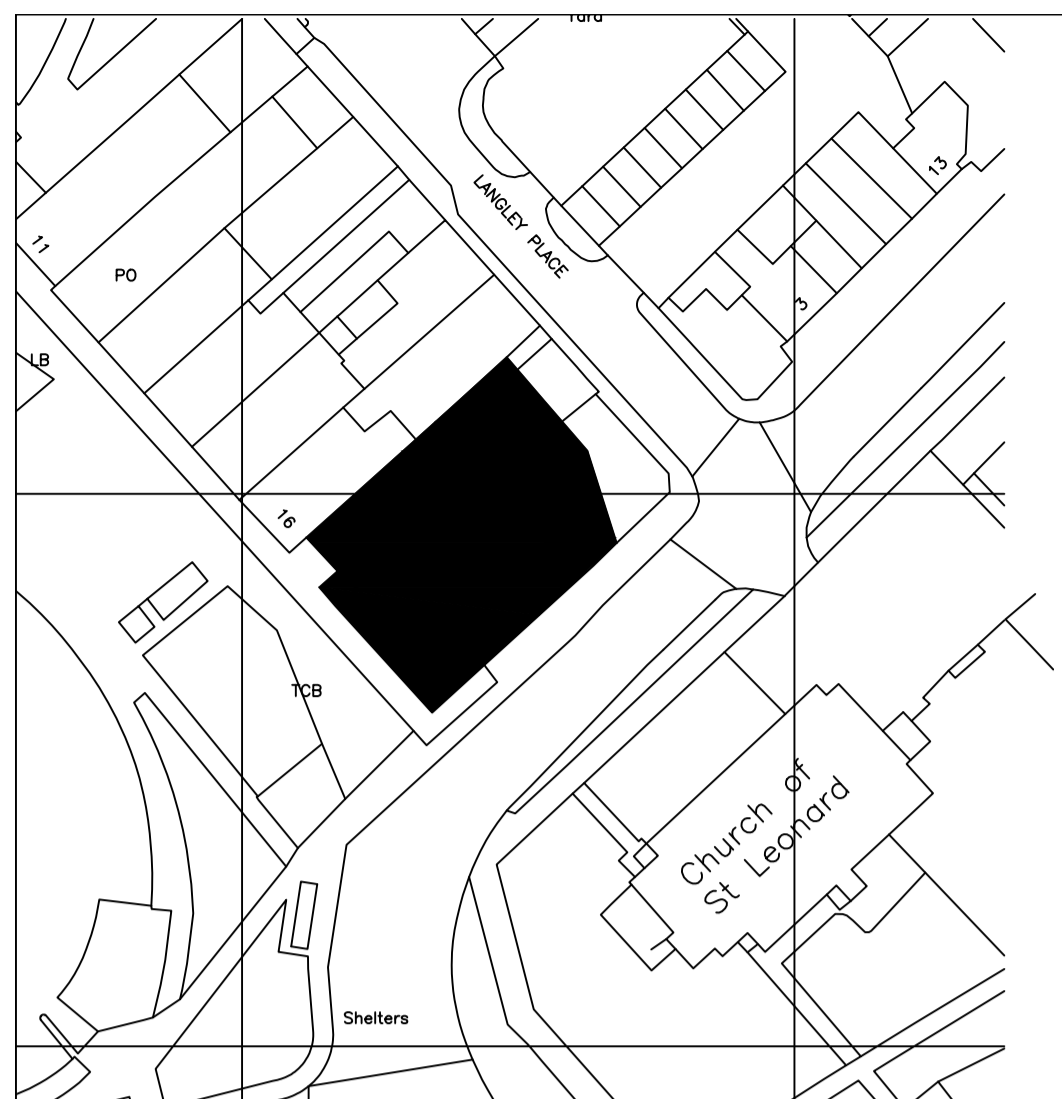 LANGLEY PLACE
13
11
PO
3
LB
16
TCB
Church of
St Leonard
Shelters